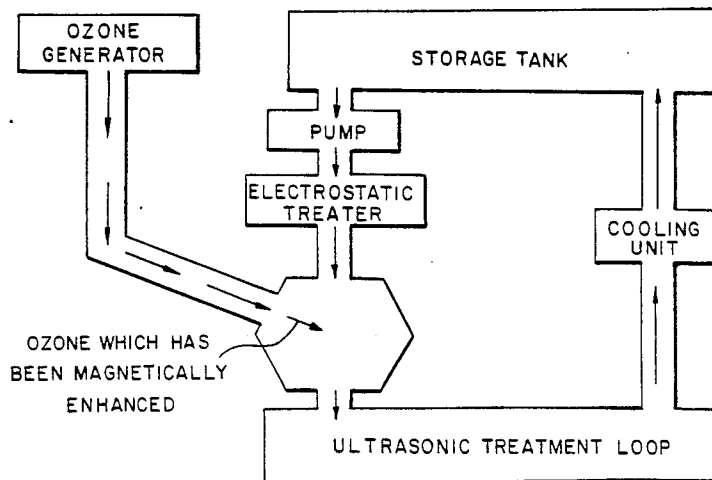 OZONE
GENERATOR
STORAGE TANK
PUMP
ELECTROSTATIC
TREATER
COOLING
UNIT
OZONE WHICH HAS
BEEN MAGNETICALLY
ENHANCED
ULTRASONIC TREATMENT LOOP